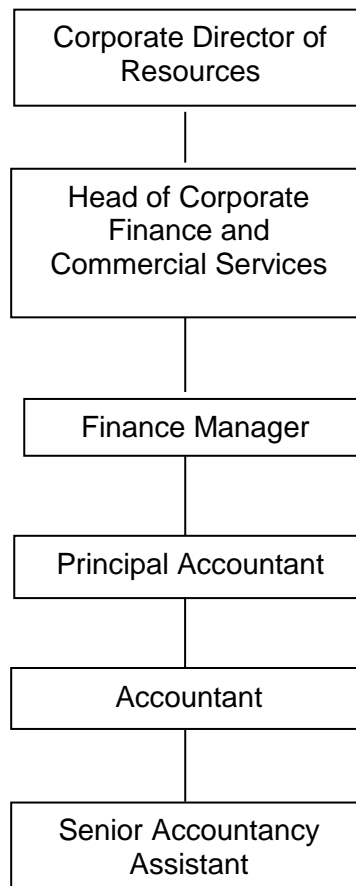 Corporate Director of
Resources
Head of Corporate
Finance and
Commercial Services
Finance Manager
Principal Accountant
Accountant
Senior Accountancy
Assistant